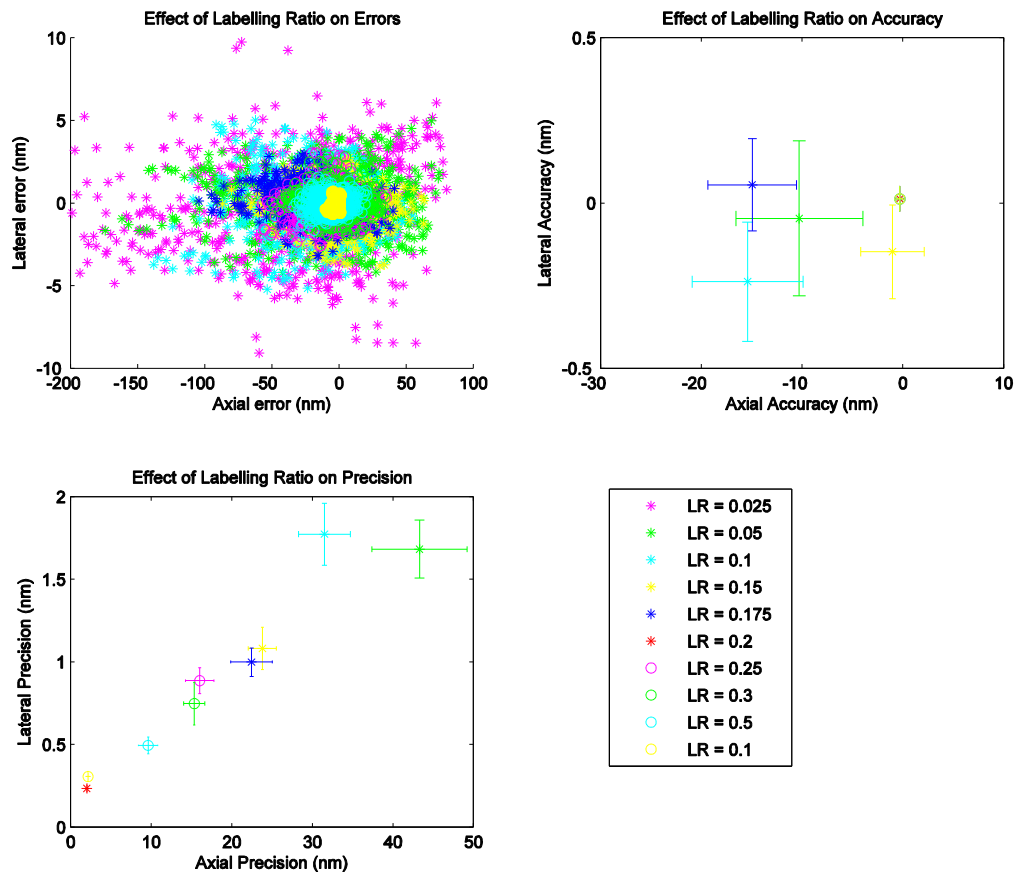 Effect of Labelling Ratio on Errors
10
5
0
-5
-10
Lateral error (nm)
-200
-150
-100
-50
0
50
100
Axial error (nm)
Effect of Labelling Ratio on Accuracy
0.5
0
-0.5
Lateral Accuracy (nm)
-30
-20
-10
0
10
Axial Accuracy (nm)
Effect of Labelling Ratio on Precision
2
1.5
1
0.5
0
Lateral Precision (nm)
0
10
20
30
40
50
Axial Precision (nm)
LR = 0.025
LR = 0.05
LR = 0.1
LR = 0.15
LR = 0.175
LR = 0.2
LR = 0.25
LR = 0.3
LR = 0.5
LR = 0.1